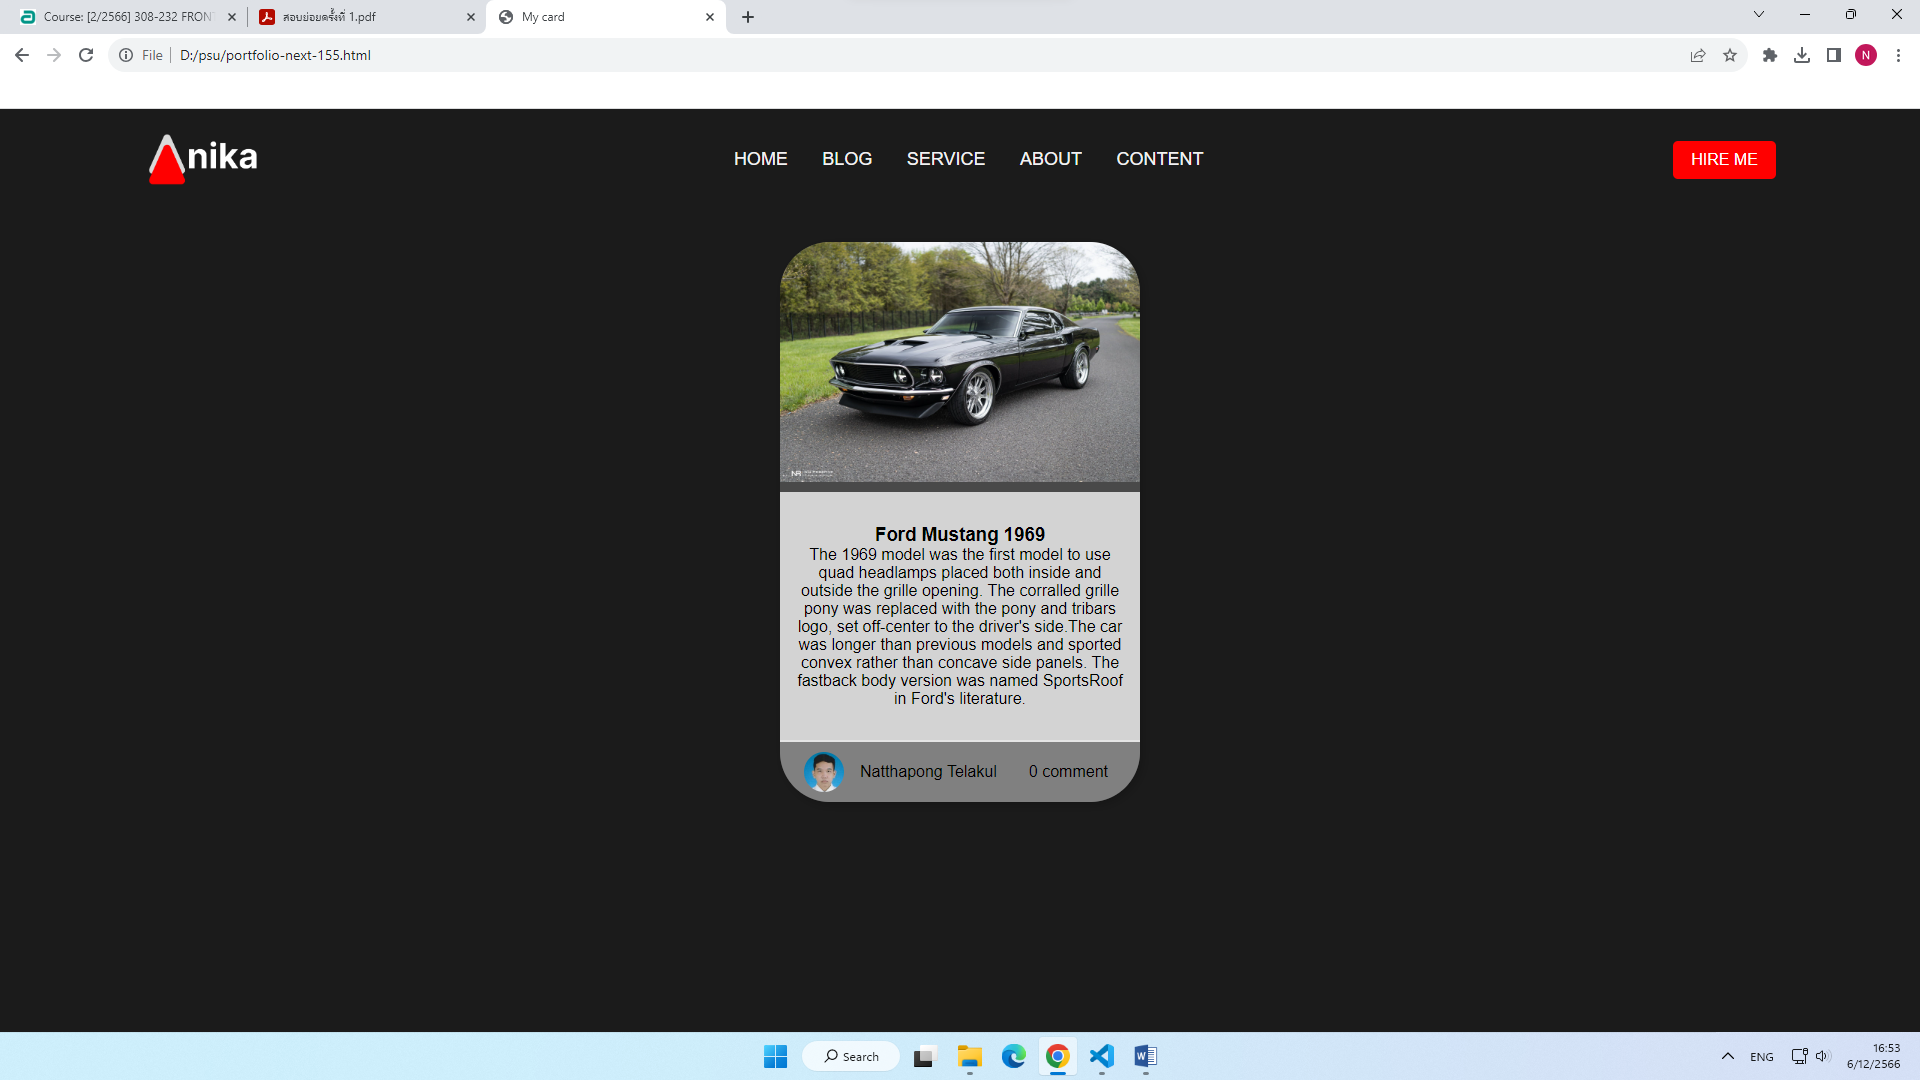 Course: [2/2566] 308-232 FRON
สอบย่อยครั้งที่ 1.pdf
My card
File
D:/psu/portfolio-next-155.html
N
nika
HOME
BLOG
SERVICE
ABOUT
CONTENT
HIRE ME
NR
Ford Mustang 1969
The 1969 model was the first model to use
quad headlamps placed both inside and
outside the grille opening. The corralled grille
pony was replaced with the pony and tribars
logo, set off-center to the driver's side.The car
was longer than previous models and sported
convex rather than concave side panels. The
fastback body version was named SportsRoof
in Ford's literature.
Natthapong Telakul
0 comment
Search
ENG
16:53
6/12/2566